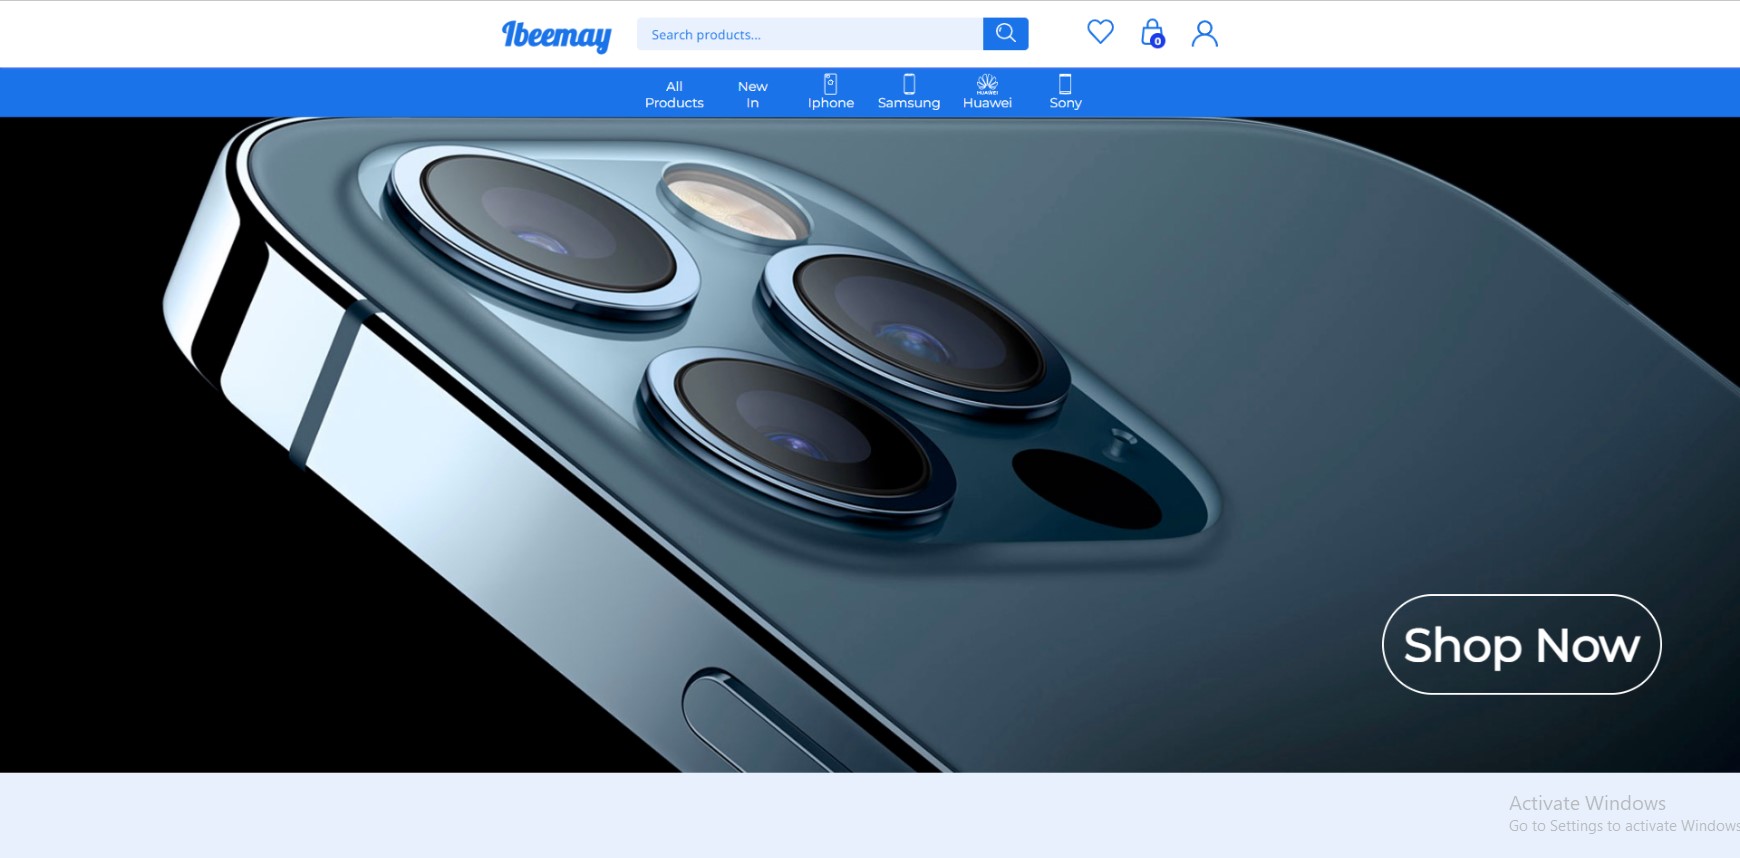 Ibeemay
Search products...
0
All
Products
New
In
Iphone
Samsung
HUAWEI
Huawei
Sony
Shop Now
Activate Windows
Go to Settings to activate Windows